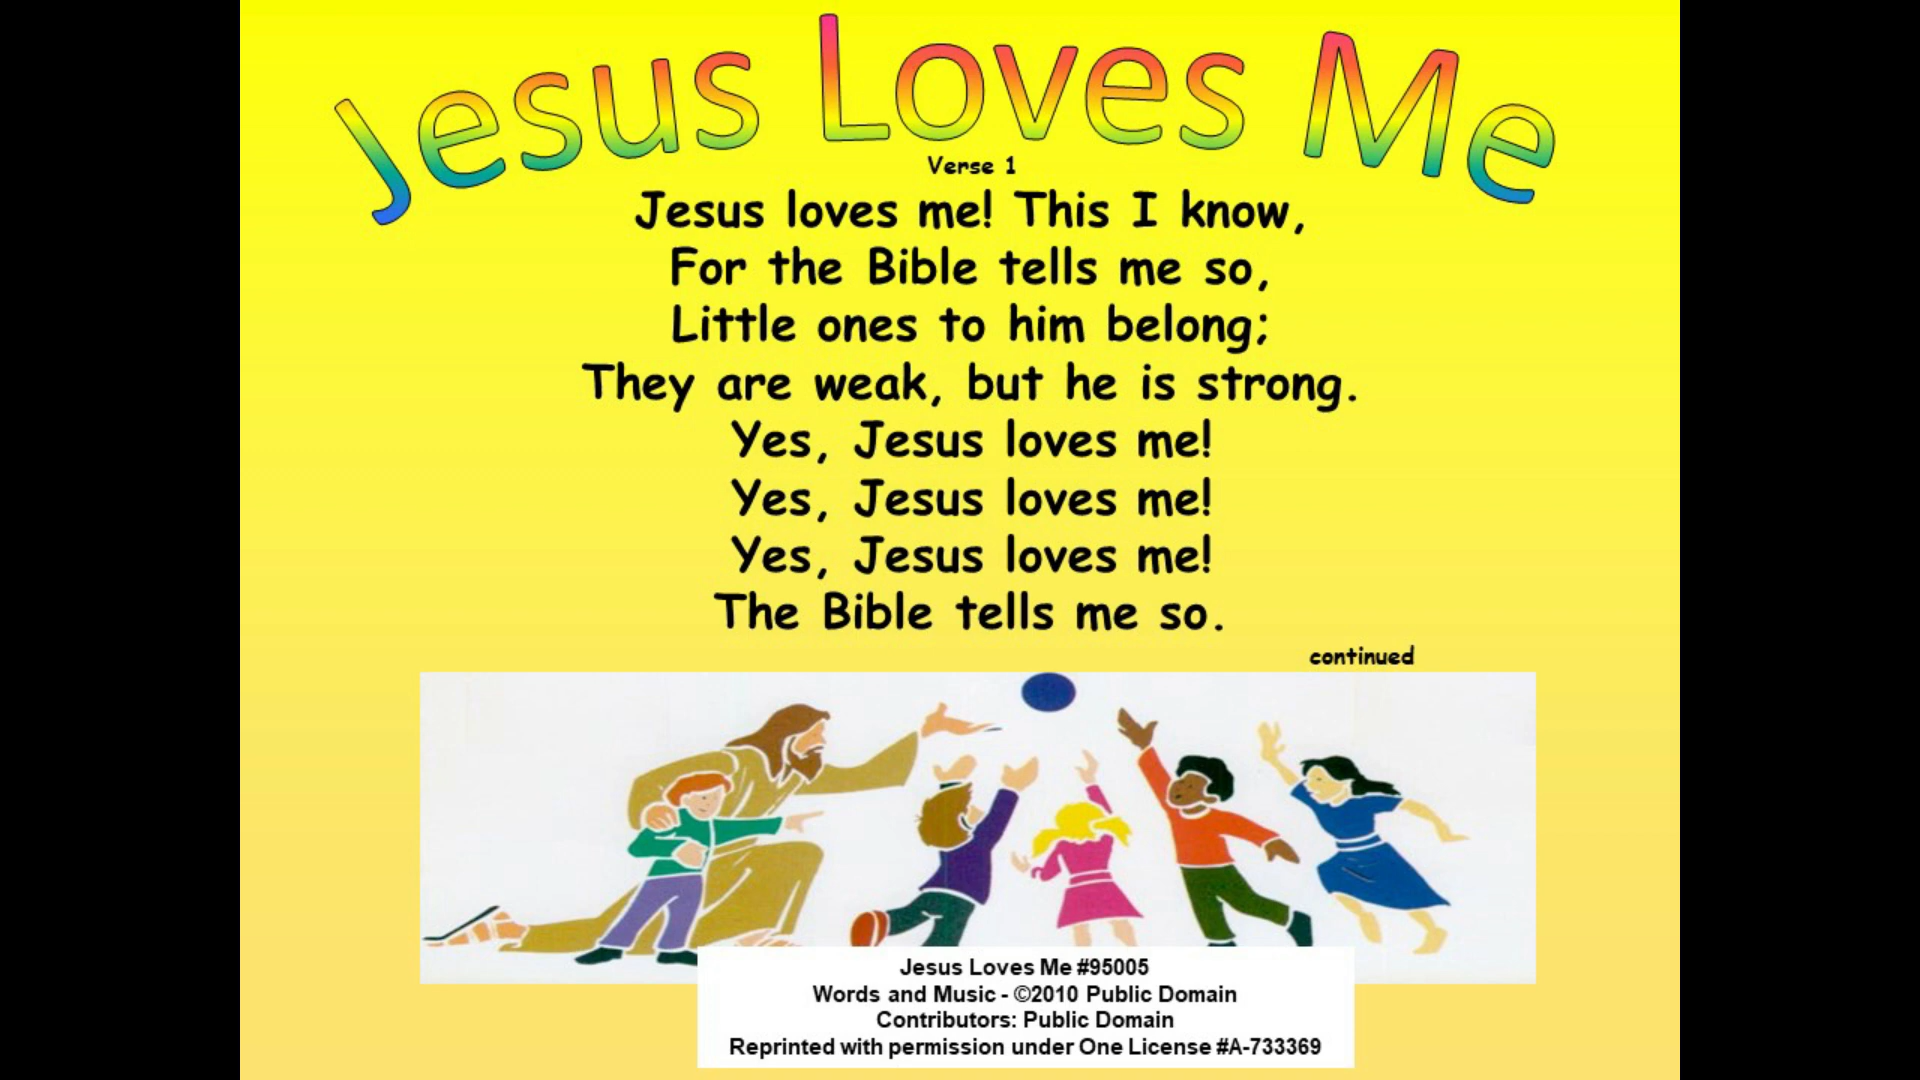 Jesus Loves Me
Verse 1
Jesus loves me! This I know,
For the Bible tells me so,
Little ones to him belong;
They are weak, but he is strong.
Yes, Jesus loves me!
Yes, Jesus loves me!
Yes, Jesus loves me!
The Bible tells me so.
continued
Jesus Loves Me #95005
Words and Music - ©2010 Public Domain
Contributors: Public Domain
Reprinted with permission under One License #A-733369